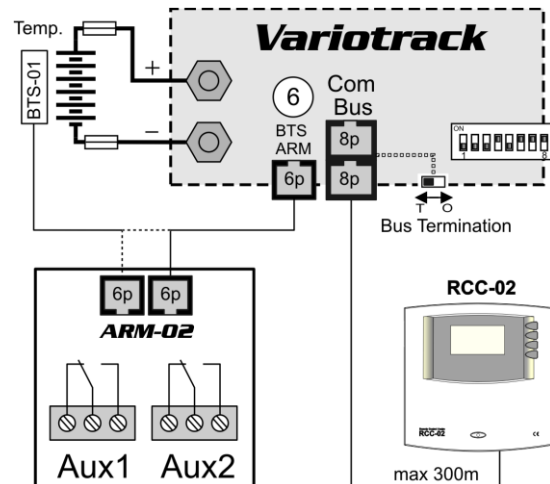 Temp.
BTS-01
+
−
Variotrack
6
BTS
ARM
6p
Com
Bus
8p
8p
ON
1
8
T
O
Bus Termination
6p
6p
ARM-02
Aux1
Aux2
RCC-02
RCC-02
max 300m